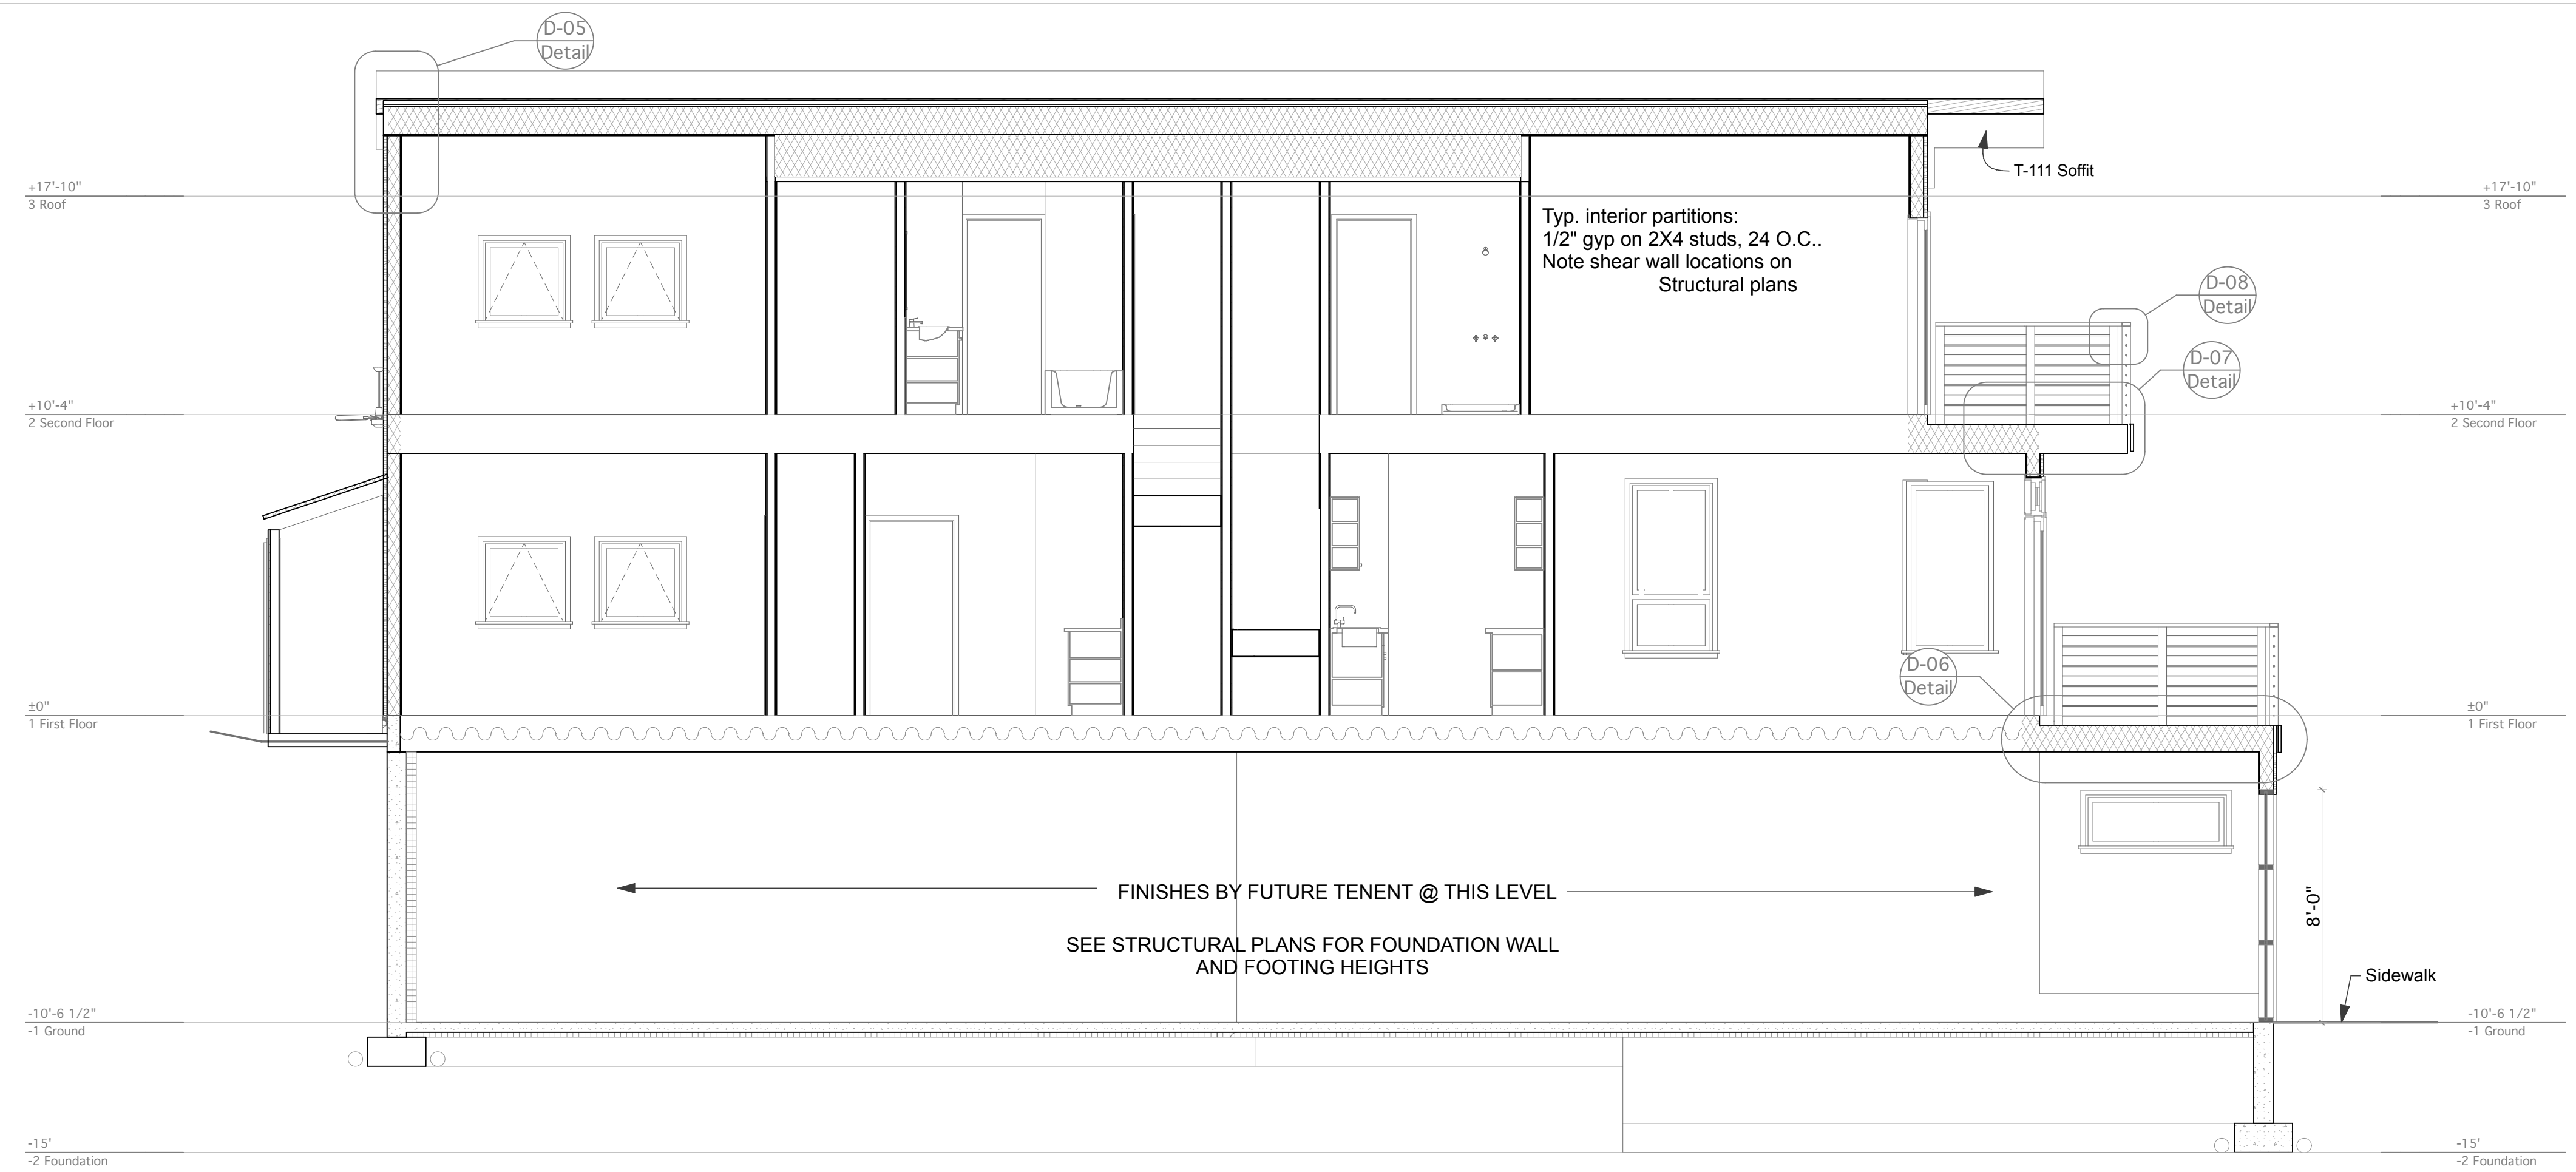 D-05
Detail
T-111 Soffit
+17'-10"
3 Roof
+17'-10"
3 Roof
Typ. interior partitions:
1/2" gyp on 2X4 studs, 24 O.C..
Note shear wall locations on
Structural plans
D-08
Detail
D-07
Detail
+10'-4"
2 Second Floor
+10'-4"
2 Second Floor
D-06
Detail
±0"
1 First Floor
±0"
1 First Floor
FINISHES BY FUTURE TENENT @ THIS LEVEL
8'-0"
SEE STRUCTURAL PLANS FOR FOUNDATION WALL
AND FOOTING HEIGHTS
Sidewalk
-10'-6 1/2"
-1 Ground
-10'-6 1/2"
-1 Ground
-15'
-2 Foundation
-15'
-2 Foundation